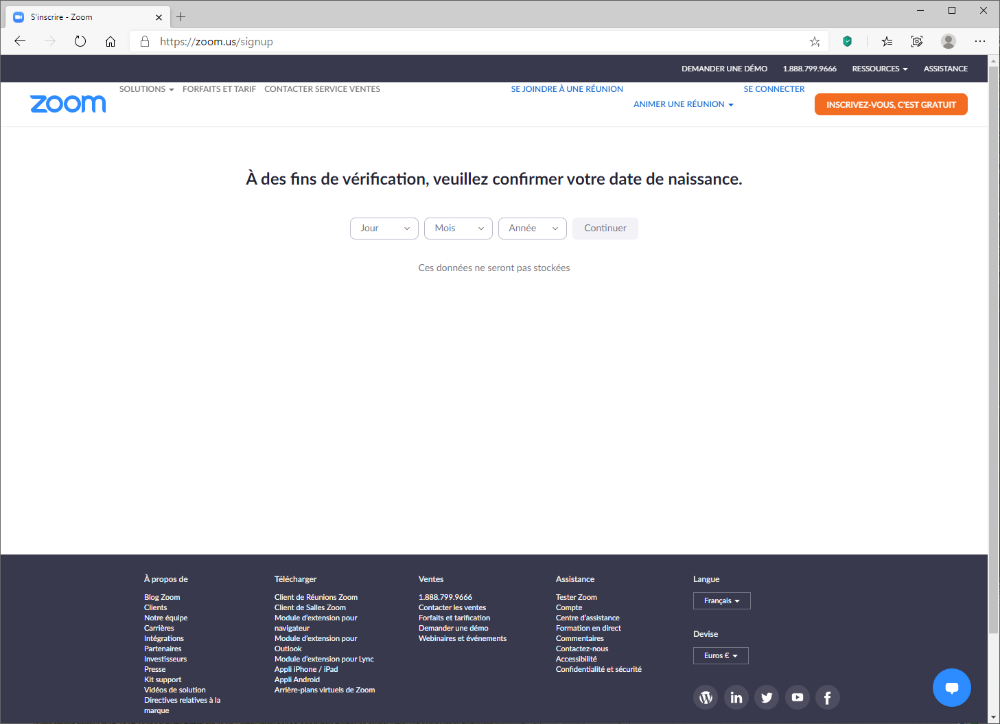 S'inscrire - Zoom
https://zoom.us/signup
DEMANDER UNE DÉMO 1.888.799.9666 RESSOURCES ASSISTANCE
zoom
SOLUTIONS FORFAITS ET TARIF CONTACTER SERVICE VENTES
SE JOINDRE À UNE RÉUNION
ANIMER UNE RÉUNION
SE CONNECTER
INSCRIVEZ-VOUS, C'EST GRATUIT
À des fins de vérification, veuillez confirmer votre date de naissance.
Jour Mois Année Continuer
Ces données ne seront pas stockées
À propos de
Blog Zoom
Clients
Notre équipe
Carrières
Intégrations
Partenaires
Investisseurs
Presse
Kit support
Vidéos de solution
Directives relatives à la
marque
Télécharger
Client de Réunions Zoom
Client de Salles Zoom
Module d'extension pour
navigateur
Module d'extension pour
Outlook
Module d'extension pour Lync
Appli iPhone / iPad
Appli Android
Arrière-plans virtuels de Zoom
Ventes
1.888.799.9666
Contacter les ventes
Forfaits et tarification
Demander une démo
Webinaires et événements
Assistance
Tester Zoom
Compte
Centre d'assistance
Formation en direct
Commentaires
Contactez-nous
Accessibilité
Confidentialité et sécurité
Langue
Français
Devise
Euros €